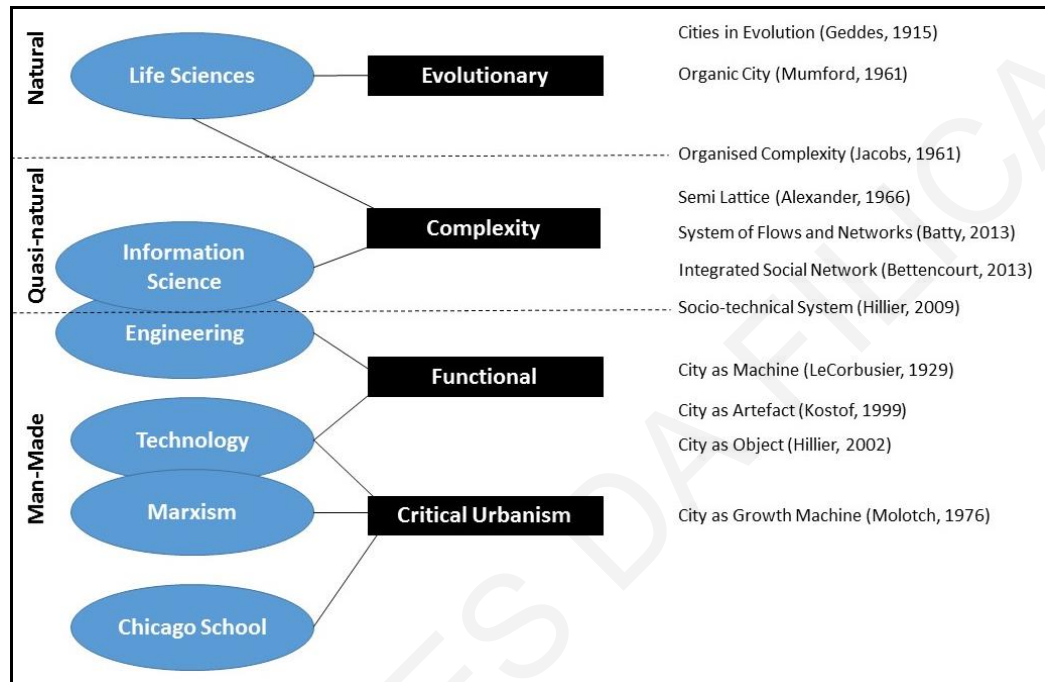 Natural
Life Sciences
Evolutionary
Cities in Evolution (Geddes, 1915)
Organic City (Mumford, 1961)
Organised Complexity (Jacobs, 1961)
Quasi-natural
Information
Science
Complexity
Semi Lattice (Alexander, 1966)
System of Flows and Networks (Batty, 2013)
Integrated Social Network (Bettencourt, 2013)
Socio-technical System (Hillier, 2009)
Man-Made
Engineering
Functional
City as Machine (LeCorbusier, 1929)
Technology
City as Artefact (Kostof, 1999)
City as Object (Hillier, 2002)
Marxism
Critical Urbanism
City as Growth Machine (Molotch, 1976)
Chicago School
ES DA FILICA